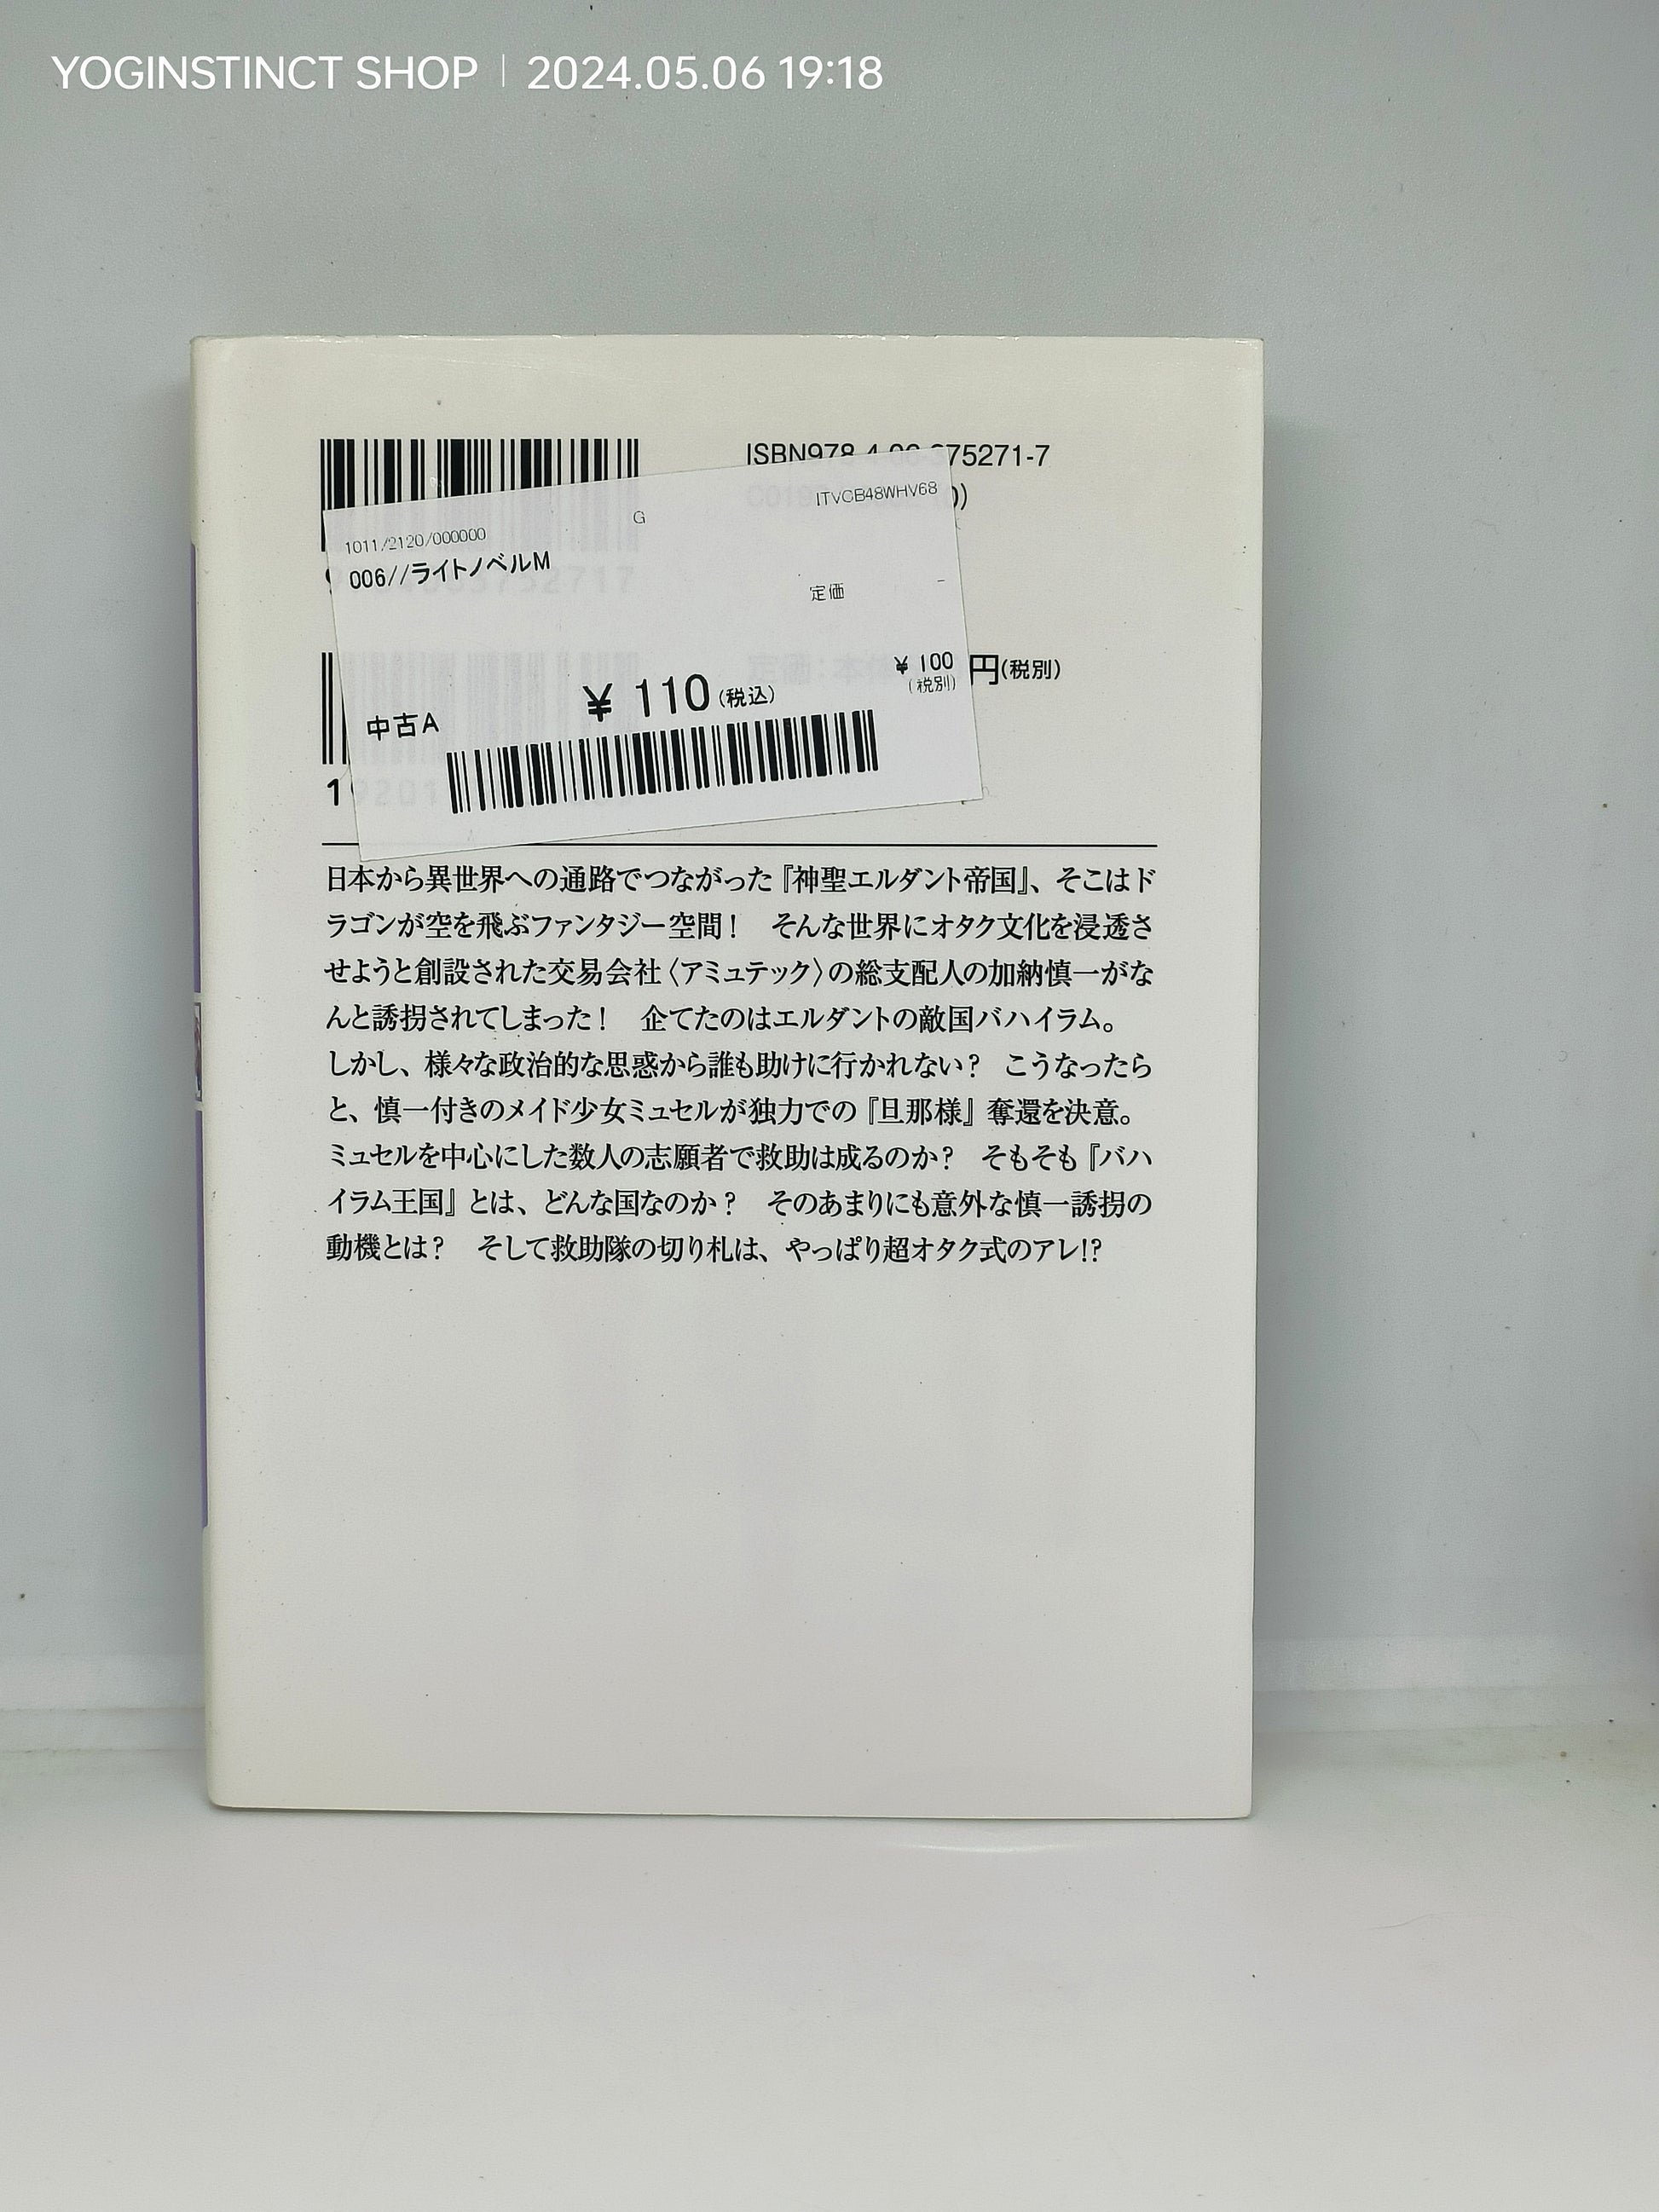 YOGINSTINCT SHOP | 2024.05.06 19:18
ISBN978-4-06-375271-7
ITVCB48WHV68
G
1011/2120/000000
006//ライトノベルM
定価 -
¥100
(税別)
円(税別)
¥110(税込)
中古A
1
日本から異世界への通路でつながった『神聖エルダント帝国』、そこはド
ラゴンが空を飛ぶファンタジー空間！　そんな世界にオタク文化を浸透さ
せようと創設された交易会社〈アミュテック〉の総支配人の加納慎一がな
んと誘拐されてしまった！　企てたのはエルダントの敵国バハイラム。
しかし、様々な政治的な思惑から誰も助けに行かれない？　こうなったら
と、慎一付きのメイド少女ミュセルが独力での『旦那様』奪還を決意。
ミュセルを中心にした数人の志願者で救助は成るのか？　そもそも『バハ
イラム王国』とは、どんな国なのか？　そのあまりにも意外な慎一誘拐の
動機とは？　そして救助隊の切り札は、やっぱり超オタク式のアレ!?